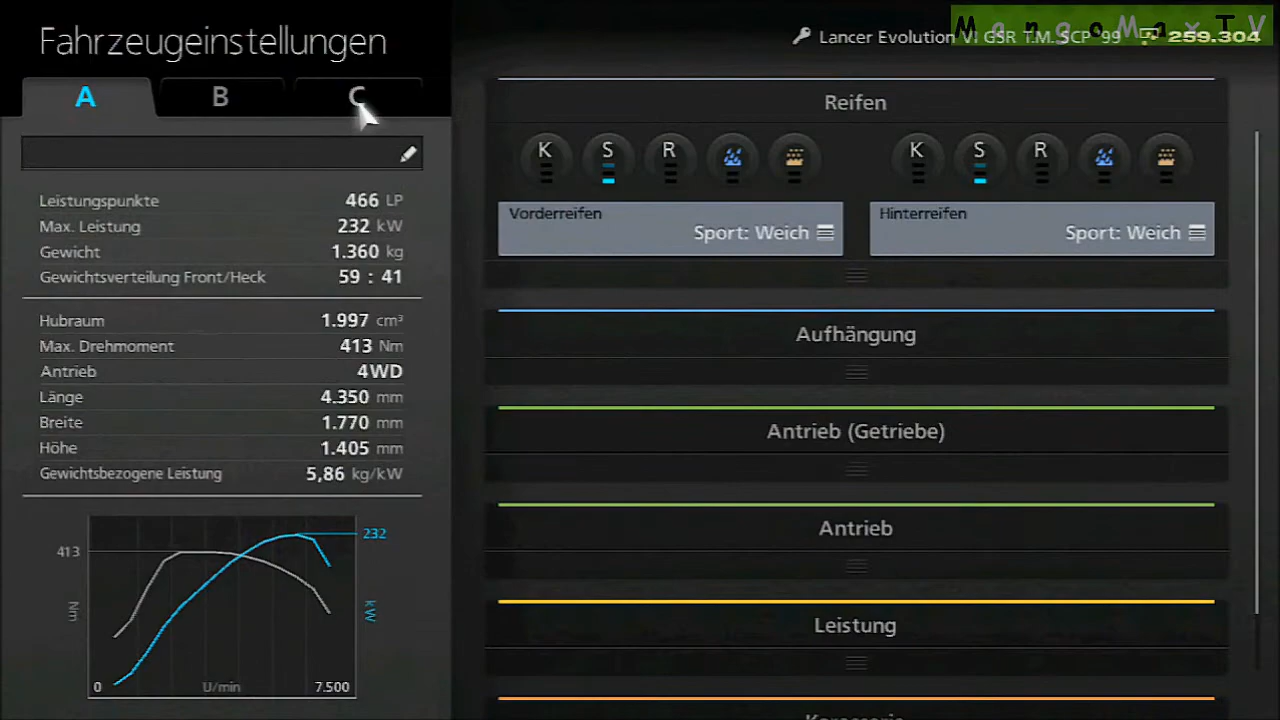 Fahrzeugeinstellungen
MangoMaxTV
Lancer Evolution VI GSR T.M. SCP '99
259.304
A
B
C
Leistungspunkte 466 LP
Max. Leistung 232 kW
Gewicht 1.360 kg
Gewichtsverteilung Front/Heck 59 : 41
Hubraum 1.997 cm³
Max. Drehmoment 413 Nm
Antrieb 4WD
Länge 4.350 mm
Breite 1.770 mm
Höhe 1.405 mm
Gewichtsbezogene Leistung 5,86 kg/kW
232
413
Nm
kW
0 U/min 7.500
Reifen
K S R
K S R
Vorderreifen
Sport: Weich
Hinterreifen
Sport: Weich
Aufhängung
Antrieb (Getriebe)
Antrieb
Leistung